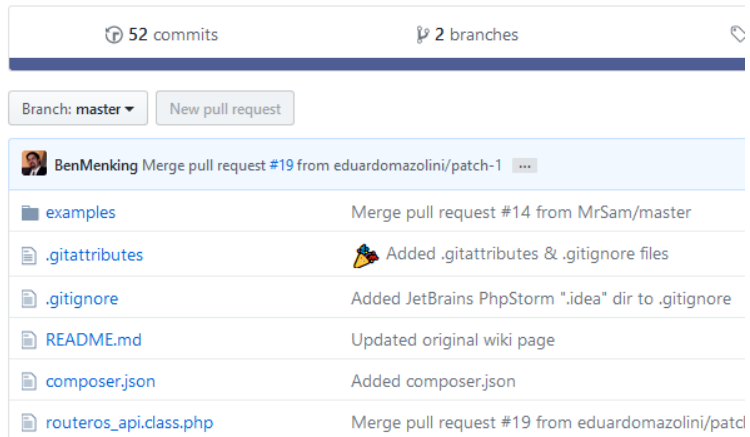 52 commits 2 branches
Branch: master New pull request
BenMenking Merge pull request #19 from eduardomazolini/patch-1 ...
examples Merge pull request #14 from MrSam/master
.gitattributes Added .gitattributes & .gitignore files
.gitignore Added JetBrains PhpStorm ".idea" dir to .gitignore
README.md Updated original wiki page
composer.json Added composer.json
routeros_api.class.php Merge pull request #19 from eduardomazolini/patch